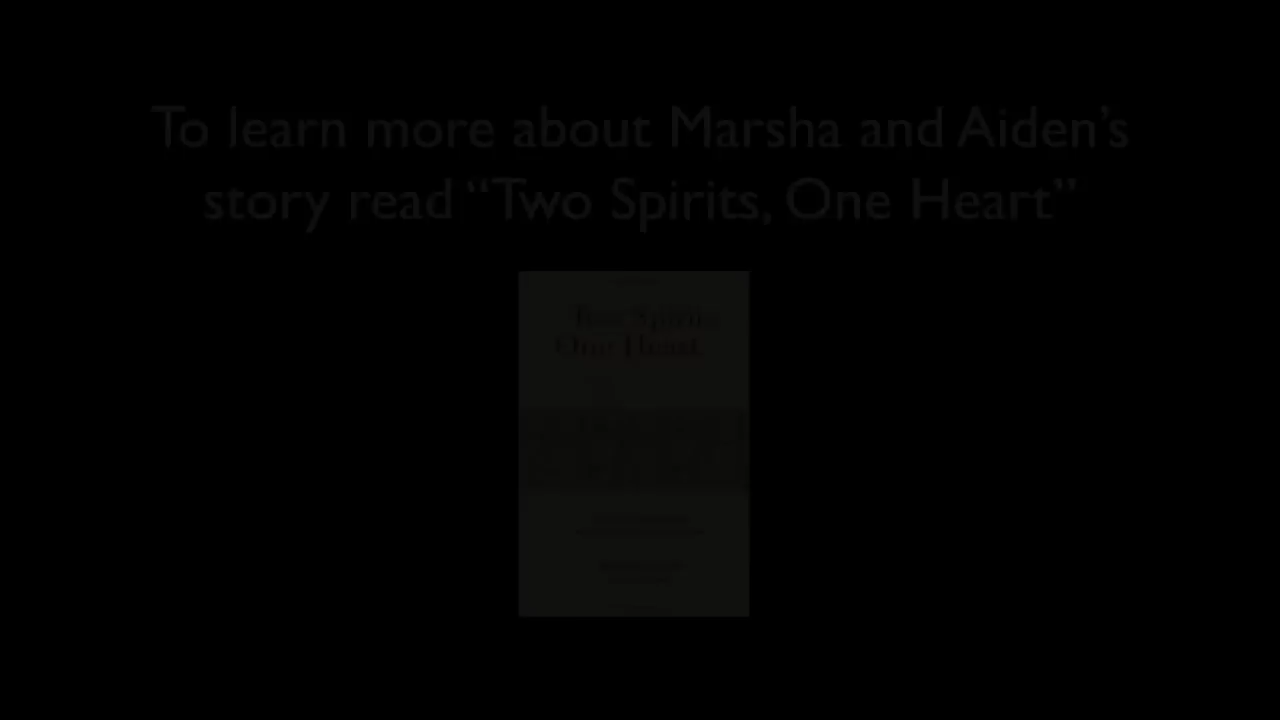 To learn more about Marsha and Aiden’s
story read “Two Spirits, One Heart”
Two Spirits,
One Heart